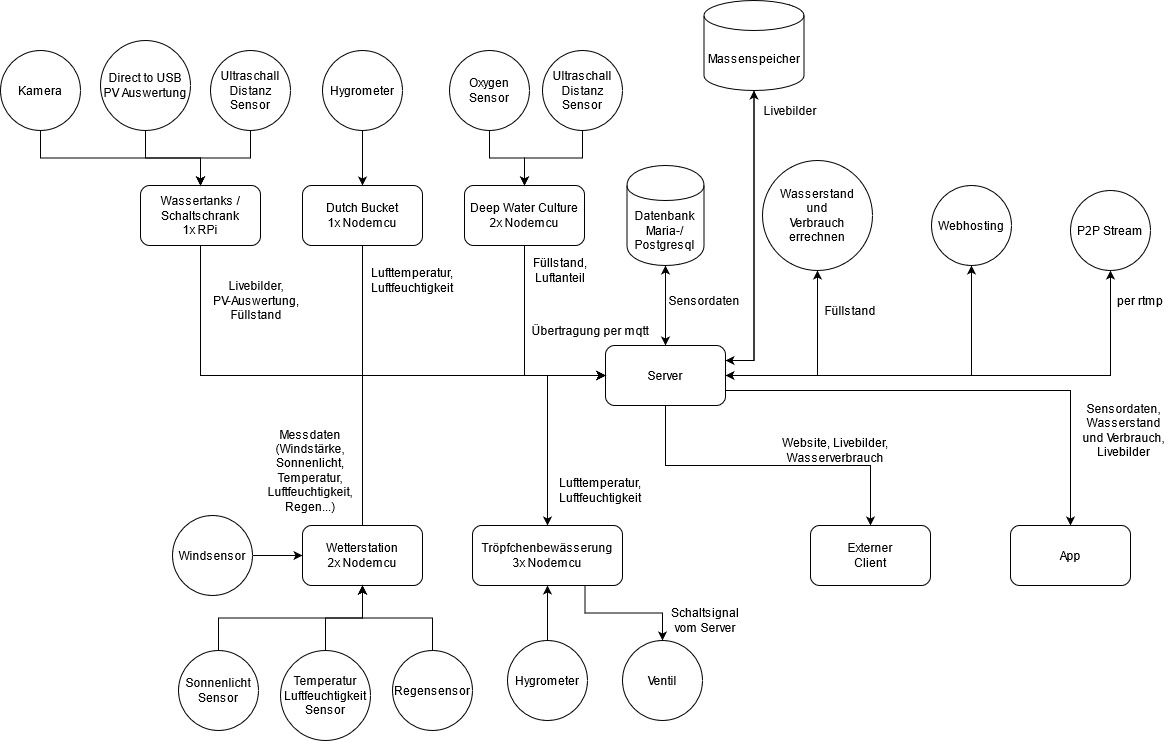 Massenspeicher
Kamera
Direct to USB
PV Auswertung
Ultraschall
Distanz
Sensor
Hygrometer
Oxygen
Sensor
Ultraschall
Distanz
Sensor
Livebilder
Wassertanks /
Schaltschrank
1x RPi
Dutch Bucket
1x Nodemcu
Deep Water Culture
2x Nodemcu
Datenbank
Maria-/
Postgresql
Wasserstand
und
Verbrauch
errechnen
Webhosting
P2P Stream
Livebilder,
PV-Auswertung,
Füllstand
Lufttemperatur,
Luftfeuchtigkeit
Füllstand,
Luftanteil
Sensordaten
Füllstand
per rtmp
Übertragung per mqtt
Server
Messdaten
(Windstärke,
Sonnenlicht,
Temperatur,
Luftfeuchtigkeit,
Regen...)
Lufttemperatur,
Luftfeuchtigkeit
Website, Livebilder,
Wasserverbrauch
Sensordaten,
Wasserstand
und Verbrauch,
Livebilder
Windsensor
Wetterstation
2x Nodemcu
Tröpfchenbewässerung
3x Nodemcu
Externer
Client
App
Schaltsignal
vom Server
Sonnenlicht
Sensor
Temperatur
Luftfeuchtigkeit
Sensor
Regensensor
Hygrometer
Ventil